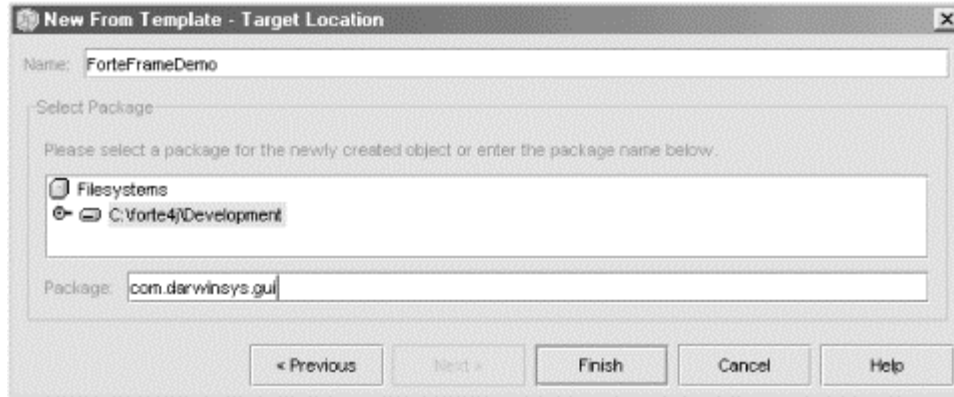 New From Template - Target Location
Name: ForteFrameDemo
Select Package
Please select a package for the newly created object or enter the package name below.
Filesystems
C:\forte4j\Development
Package: com.darwinsys.gui
< Previous Next > Finish Cancel Help